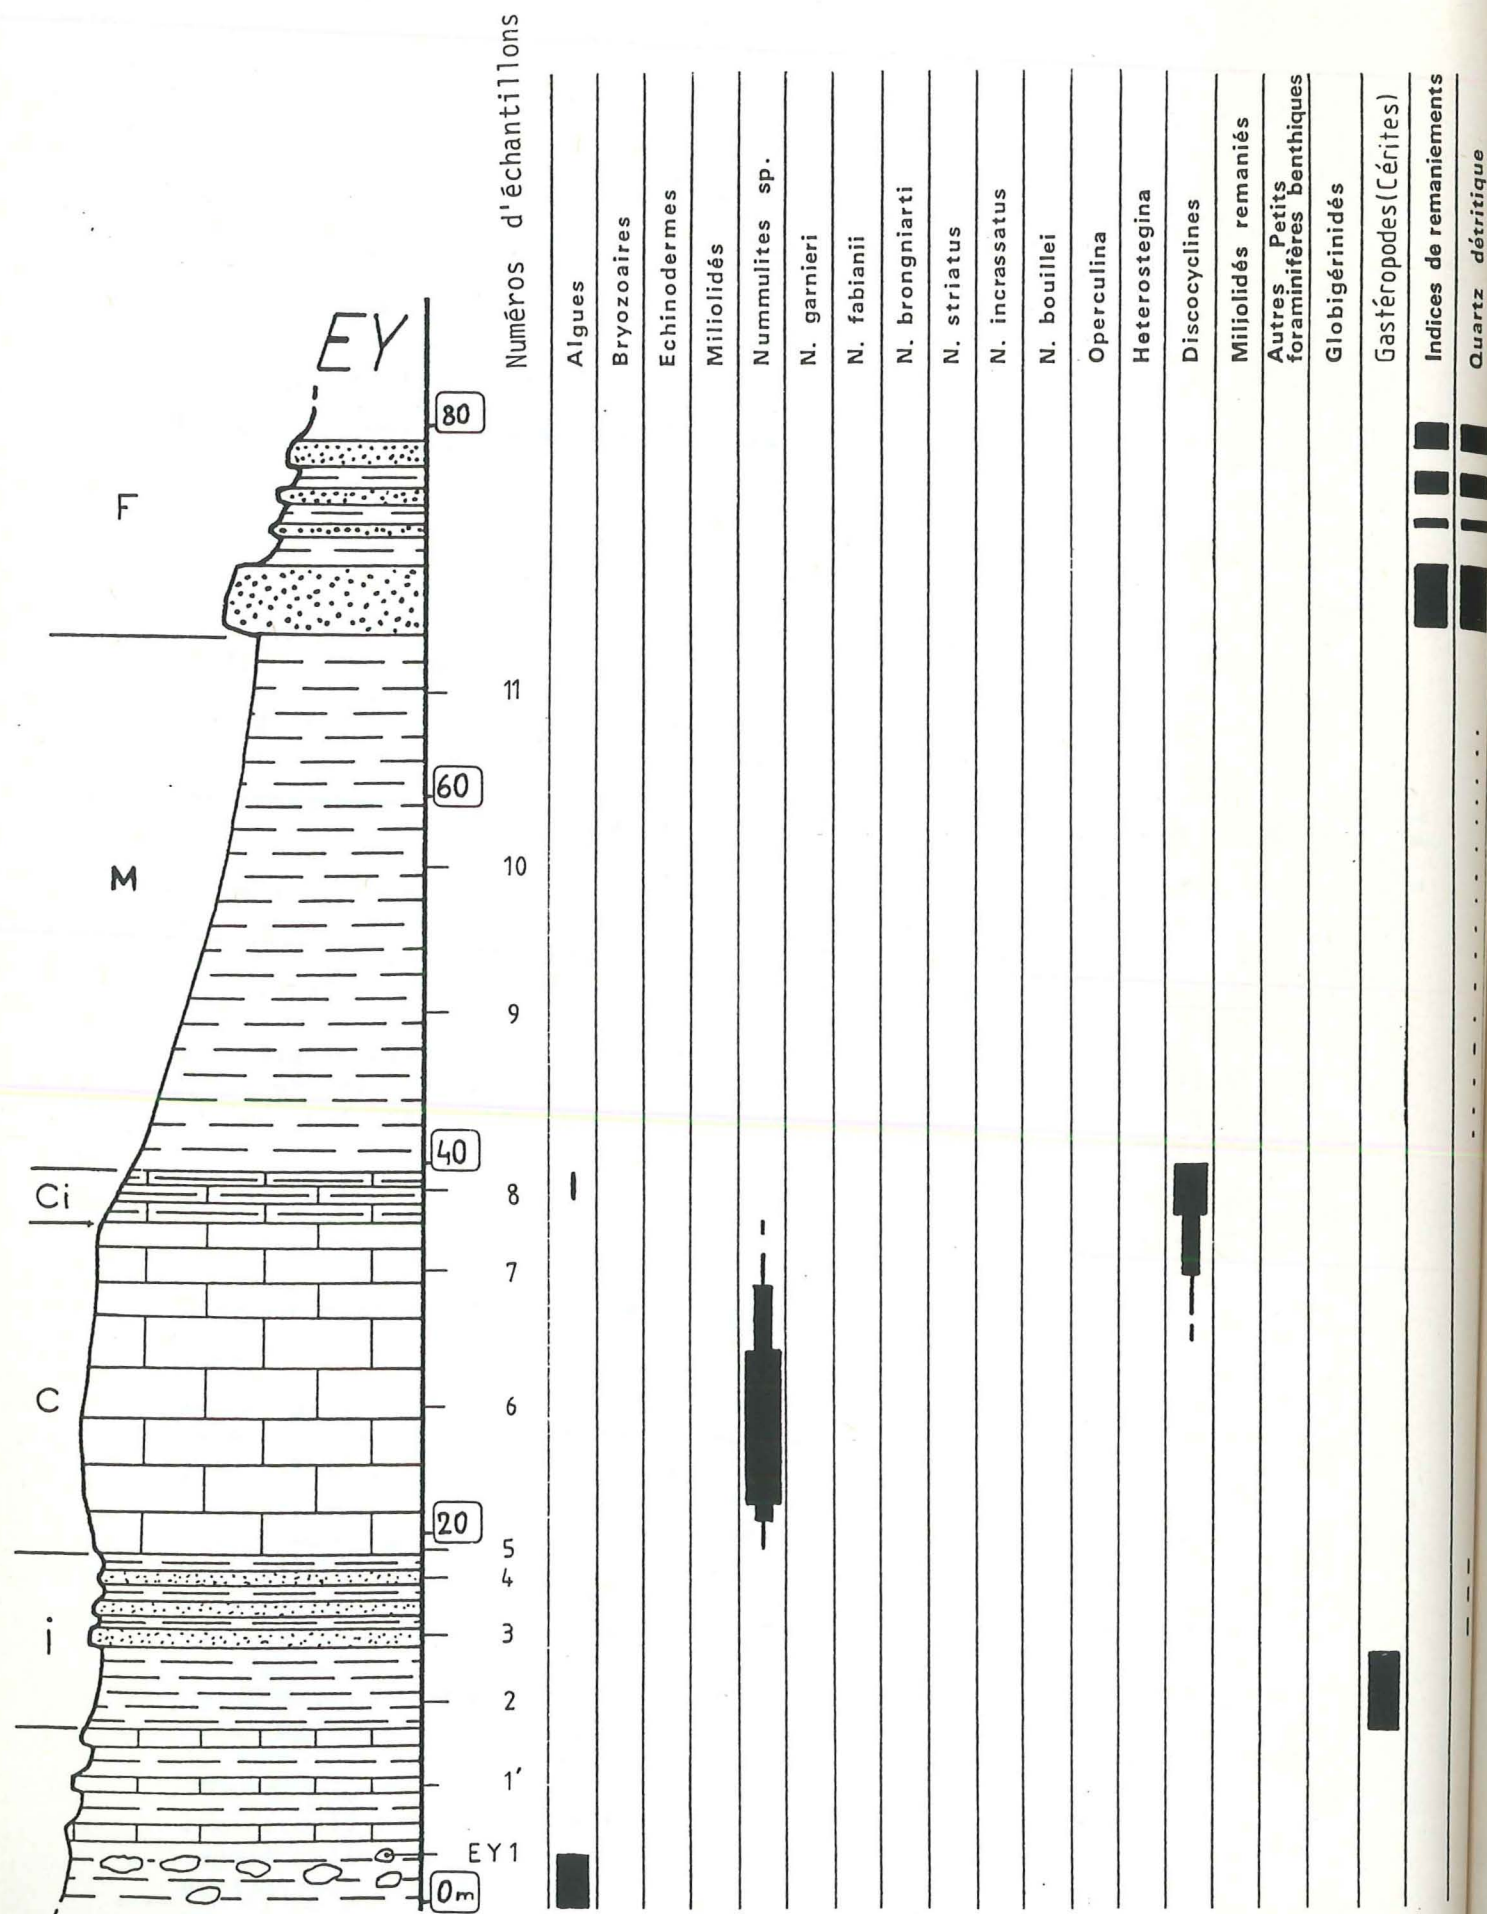 Numéros d'échantillons
Algues
Bryozoaires
Echinodermes
Miliolidés
Nummulites sp.
N. garnieri
N. fabianii
N. brongniarti
N. striatus
N. incrassatus
N. bouillei
Operculina
Heterostegina
Discocyclines
Miliolidés remaniés
Autres Petits
foraminifères benthiques
Globigérinidés
Gastéropodes(Cérites)
Indices de remaniements
Quartz détritique
EY
80
F
11
60
M
10
9
40
Ci
8
7
C
6
20
5
4
i
3
2
1'
EY1
0m